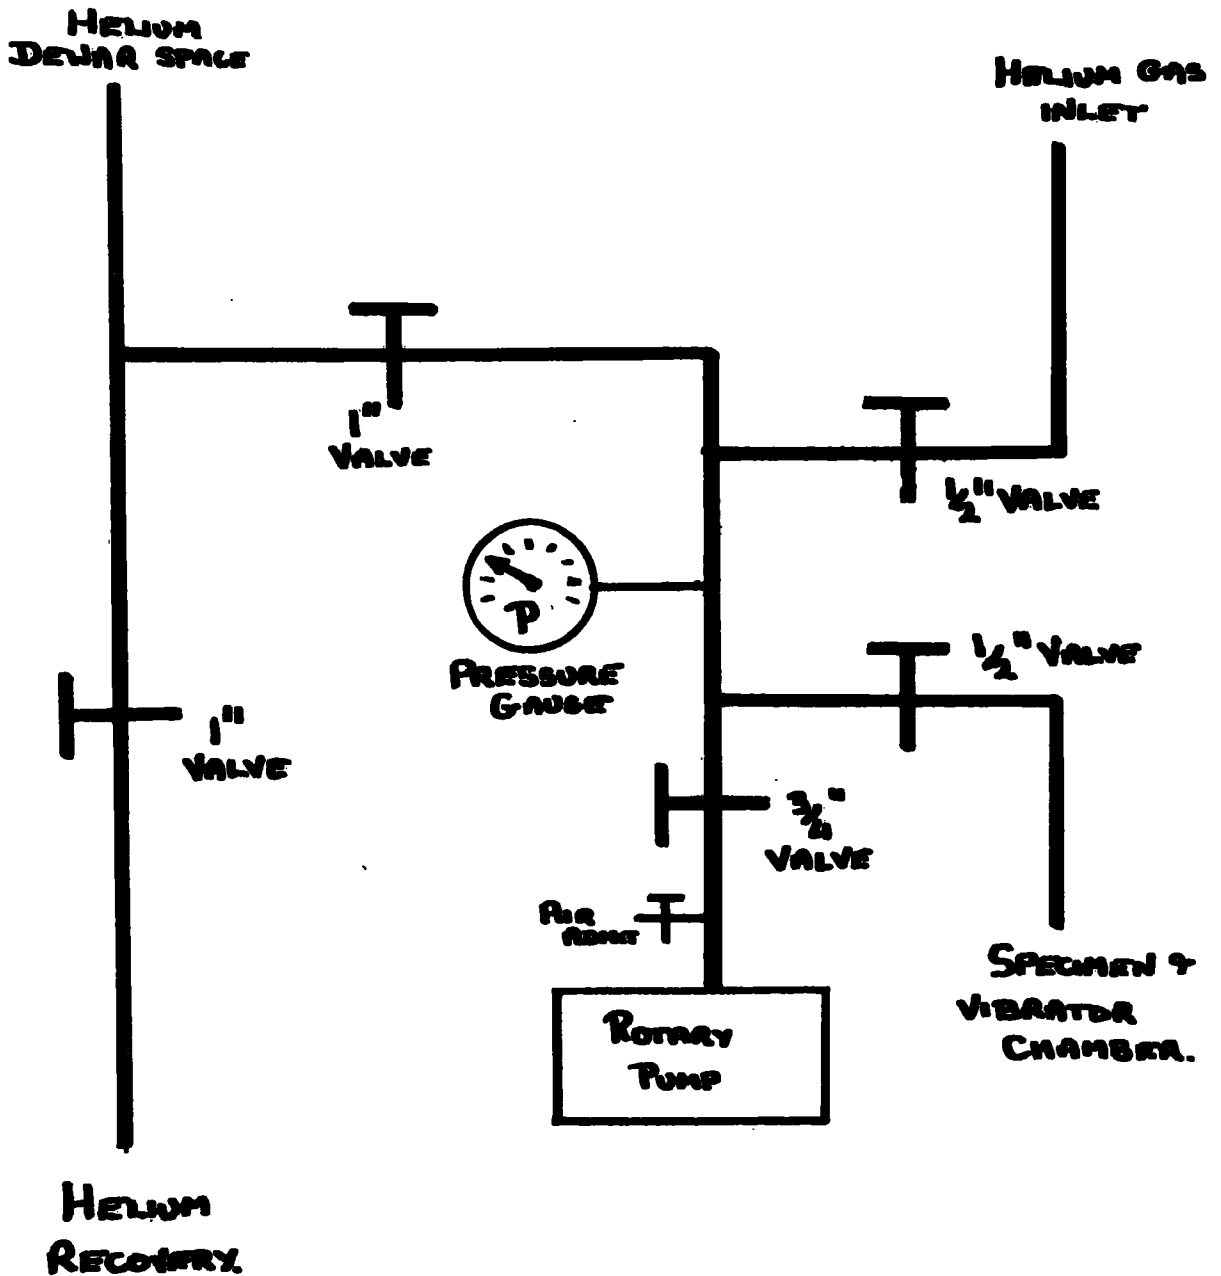 HELIUM
DEWAR SPACE
HELIUM GAS
INLET
1"
VALVE
1/2" VALVE
P
PRESSURE
GAUGE
1/2" VALVE
1"
VALVE
3/4"
VALVE
AIR
ADMIT
SPECIMEN &
VIBRATOR
CHAMBER.
ROTARY
PUMP
HELIUM
RECOVERY.